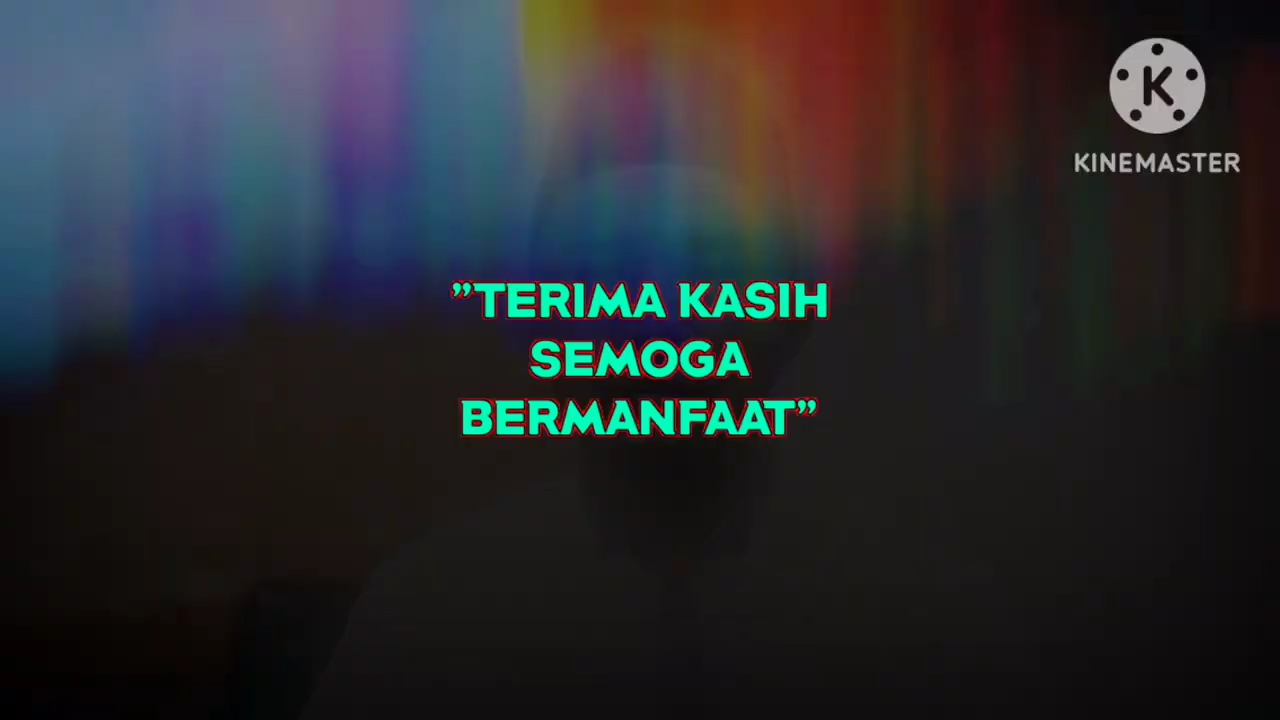 K
KINEMASTER
”TERIMA KASIH
SEMOGA
BERMANFAAT”